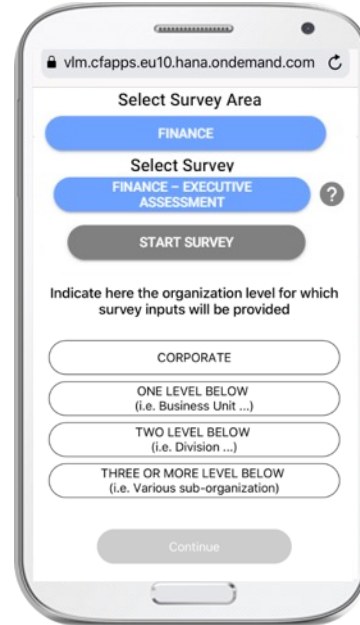 vlm.cfapps.eu10.hana.ondemand.com
Select Survey Area
FINANCE
Select Survey
FINANCE – EXECUTIVE
ASSESSMENT
?
START SURVEY
Indicate here the organization level for which
survey inputs will be provided
CORPORATE
ONE LEVEL BELOW
(i.e. Business Unit ...)
TWO LEVEL BELOW
(i.e. Division ...)
THREE OR MORE LEVEL BELOW
(i.e. Various sub-organization)
Continue